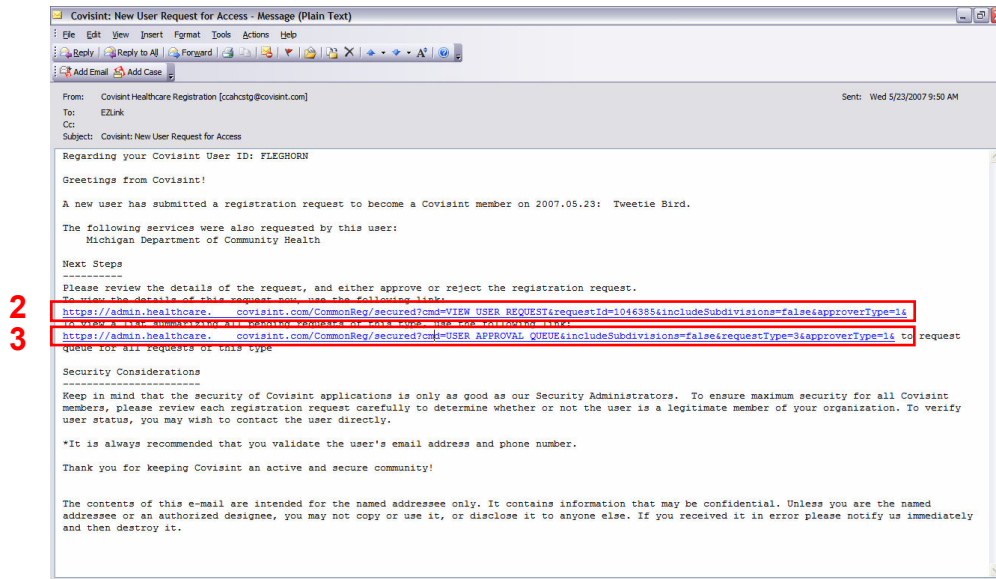 Covisint: New User Request for Access - Message (Plain Text)
File Edit View Insert Format Tools Actions Help
Reply Reply to All Forward
Add Email Add Case
From: Covisint Healthcare Registration [ccahcstg@covisint.com] Sent: Wed 5/23/2007 9:50 AM
To: EZLink
Cc:
Subject: Covisint: New User Request for Access
Regarding your Covisint User ID: FLEGHORN
Greetings from Covisint!
A new user has submitted a registration request to become a Covisint member on 2007.05.23: Tweetie Bird.
The following services were also requested by this user:
Michigan Department of Community Health
Next Steps
----------
Please review the details of the request, and either approve or reject the registration request.
To view the details of this request now, use the following link:
2 https://admin.healthcare. covisint.com/CommonReg/secured?cmd=VIEW_USER_REQUEST&requestId=1046385&includeSubdivisions=false&approverType=1&
To view a list summarizing all pending requests of this type, use the following link:
3 https://admin.healthcare. covisint.com/CommonReg/secured?cmd=USER_APPROVAL_QUEUE&includeSubdivisions=false&requestType=3&approverType=1& to request
queue for all requests of this type
Security Considerations
-----------------------
Keep in mind that the security of Covisint applications is only as good as our Security Administrators. To ensure maximum security for all Covisint
members, please review each registration request carefully to determine whether or not the user is a legitimate member of your organization. To verify
user status, you may wish to contact the user directly.
*It is always recommended that you validate the user's email address and phone number.
Thank you for keeping Covisint an active and secure community!
The contents of this e-mail are intended for the named addressee only. It contains information that may be confidential. Unless you are the named
addressee or an authorized designee, you may not copy or use it, or disclose it to anyone else. If you received it in error please notify us immediately
and then destroy it.